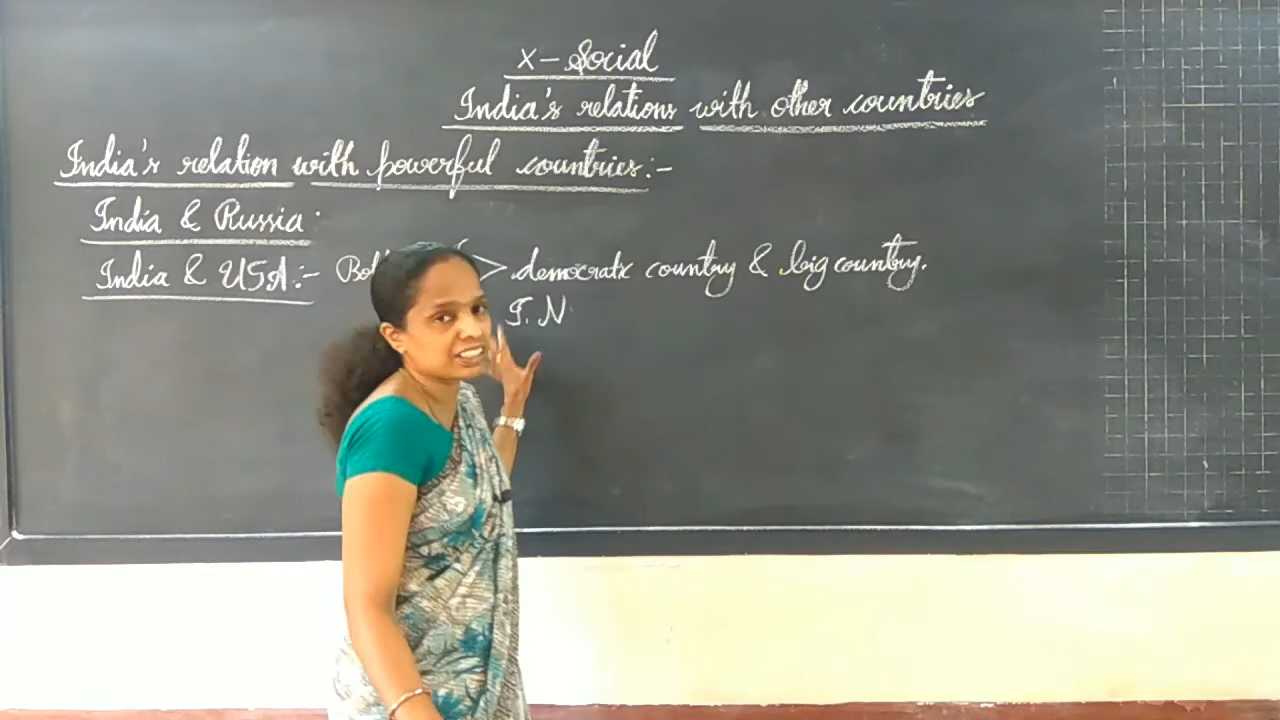 X - Social
India's relations with other countries
India's relation with powerful countries:-
India & Russia.
India & USA:- democratic country & big country.
I. N